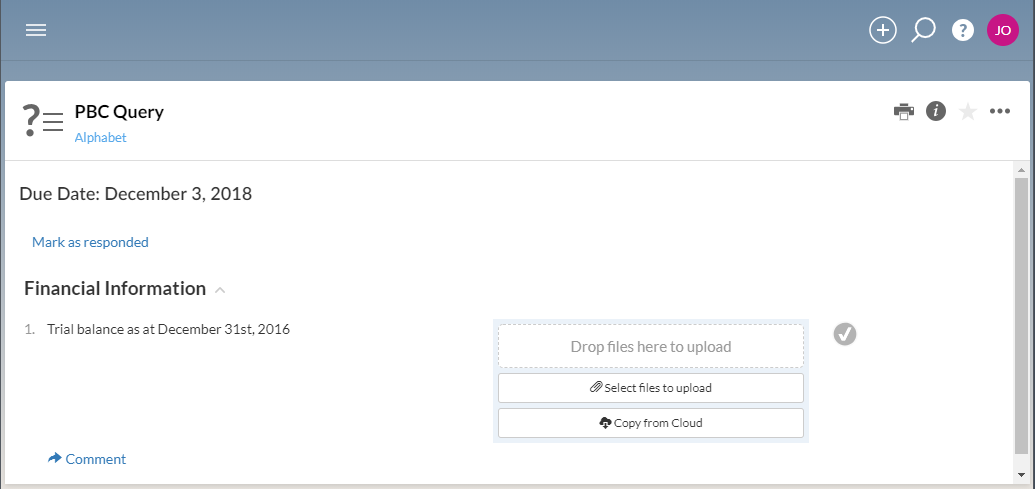 JO
PBC Query
Alphabet
Due Date: December 3, 2018
Mark as responded
Financial Information
1. Trial balance as at December 31st, 2016
Drop files here to upload
Select files to upload
Copy from Cloud
Comment